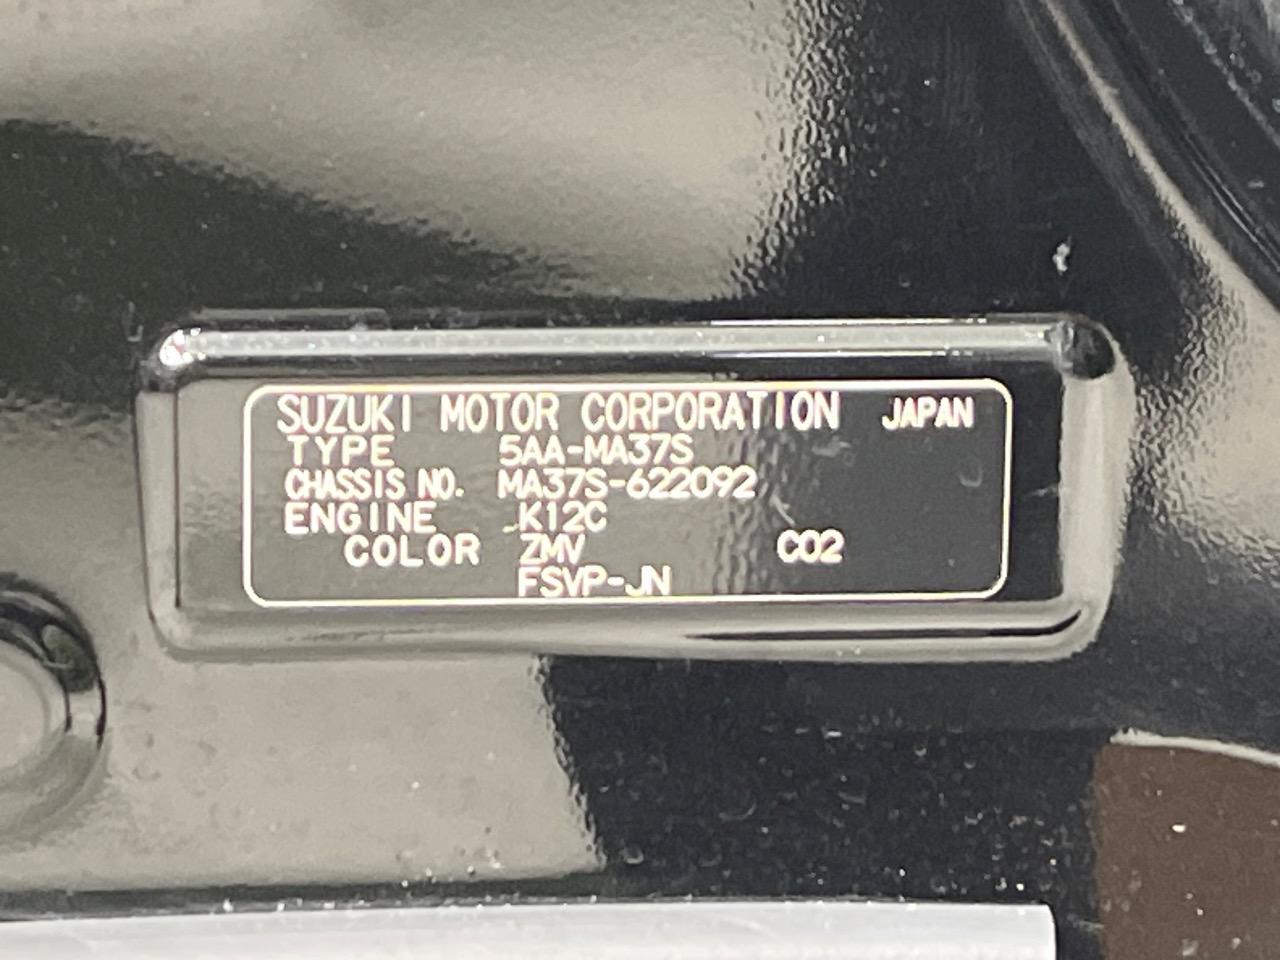 SUZUKI MOTOR CORPORATION JAPAN
TYPE 5AA-MA37S
CHASSIS NO. MA37S-622092
ENGINE K12C
COLOR ZMV C02
FSVP-JN